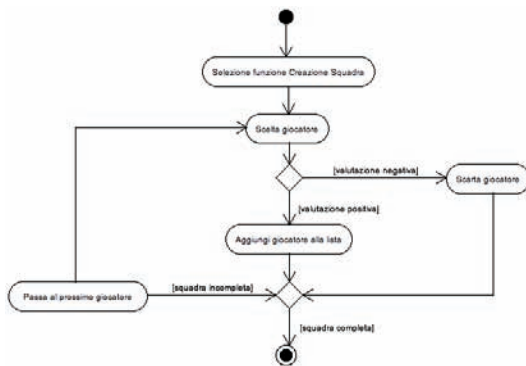 Selezione funzione Creazione Squadra
Scelta giocatore
[valutazione negativa]
Scarta giocatore
[valutazione positiva]
Aggiungi giocatore alla lista
Passa al prossimo giocatore
[squadra incompleta]
[squadra completa]